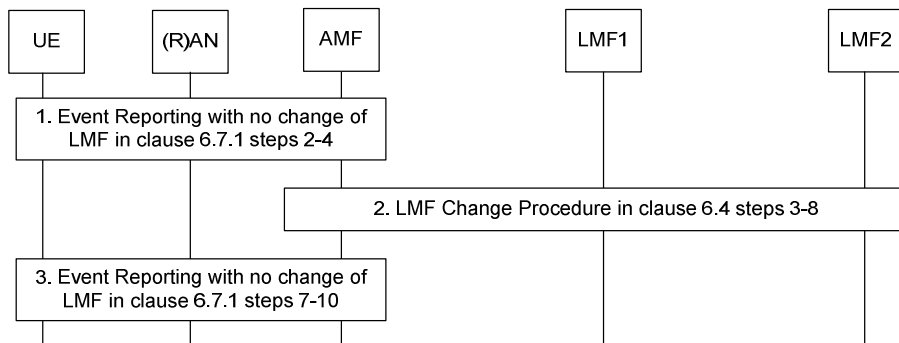 UE
(R)AN
AMF
LMF1
LMF2
1. Event Reporting with no change of
LMF in clause 6.7.1 steps 2-4
2. LMF Change Procedure in clause 6.4 steps 3-8
3. Event Reporting with no change of
LMF in clause 6.7.1 steps 7-10